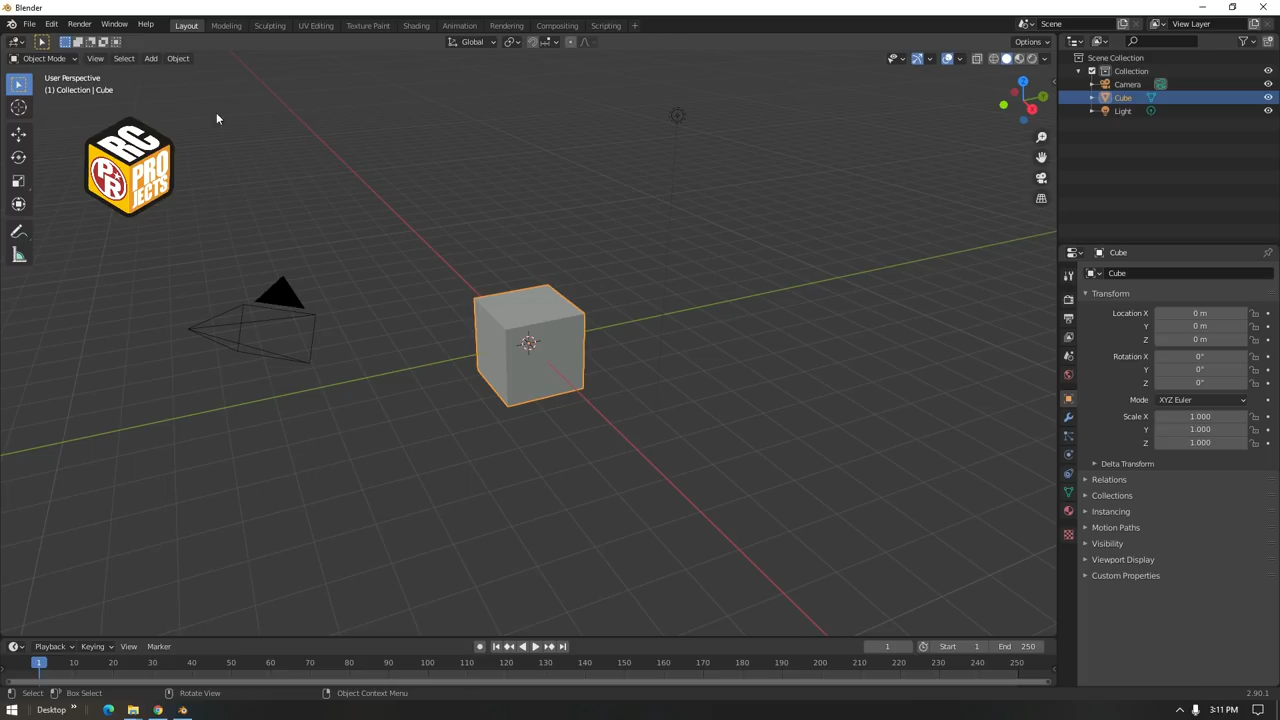 Blender
File Edit Render Window Help
Layout Modeling Sculpting UV Editing Texture Paint Shading Animation Rendering Compositing Scripting +
Scene View Layer
Global Options
Object Mode View Select Add Object
User Perspective
(1) Collection | Cube
RC
PR
PROJECTS
Scene Collection
Collection
Camera
Cube
Light
Cube
Cube
Transform
Location X 0 m
Y 0 m
Z 0 m
Rotation X 0°
Y 0°
Z 0°
Mode XYZ Euler
Scale X 1.000
Y 1.000
Z 1.000
Delta Transform
Relations
Collections
Instancing
Motion Paths
Visibility
Viewport Display
Custom Properties
Playback Keying View Marker 1 Start 1 End 250
1 10 20 30 40 50 60 70 80 90 100 110 120 130 140 150 160 170 180 190 200 210 220 230 240 250
Select Box Select Rotate View Object Context Menu 2.90.1
Desktop 3:11 PM